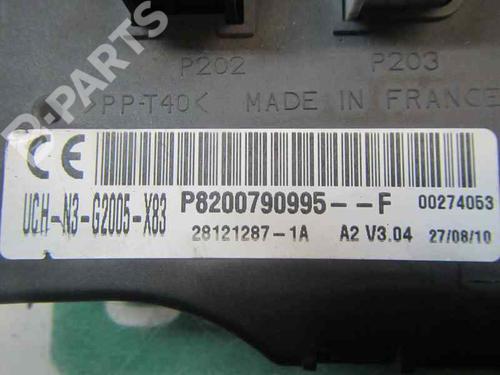 P202 P203
>PP-T40< MADE IN FRANCE
B-PARTS
CE
UCH-N3-G2005-X83 P8200790995--F 00274053
28121287-1A A2 V3.04 27/08/10